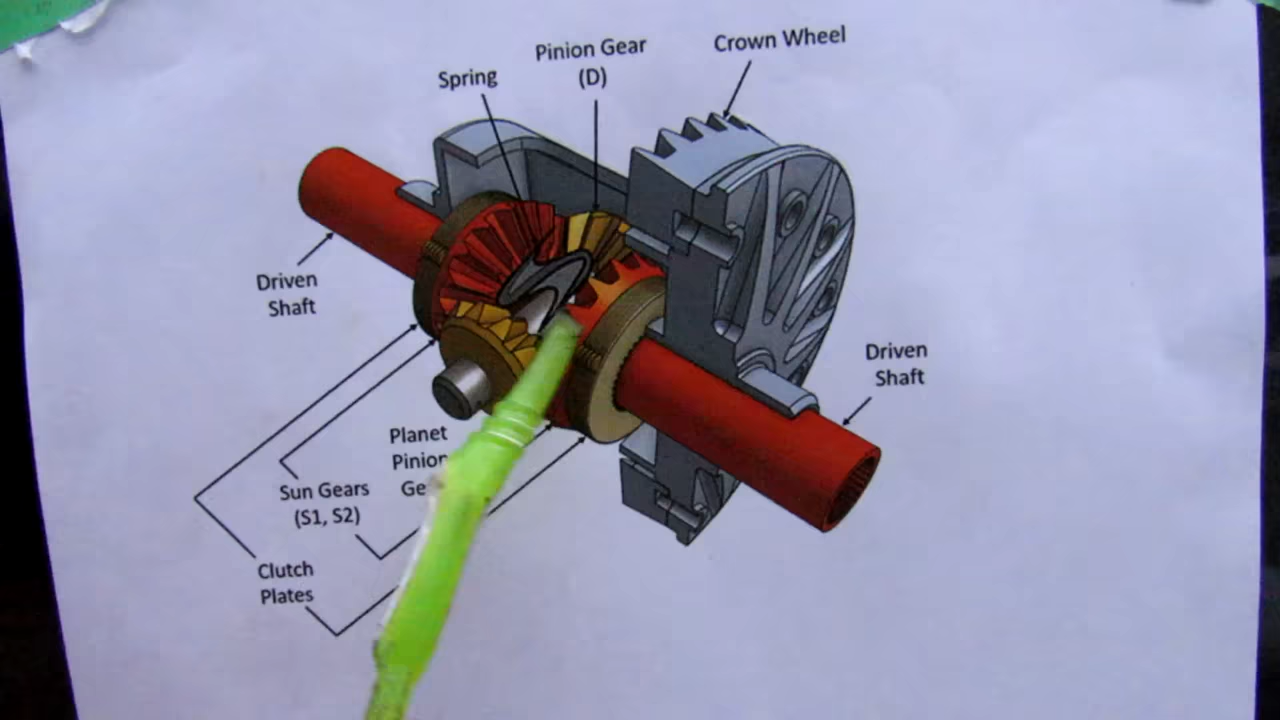 Pinion Gear
(D)
Crown Wheel
Spring
Driven
Shaft
Driven
Shaft
Planet
Sun Gears
(S1, S2)
Clutch
Plates